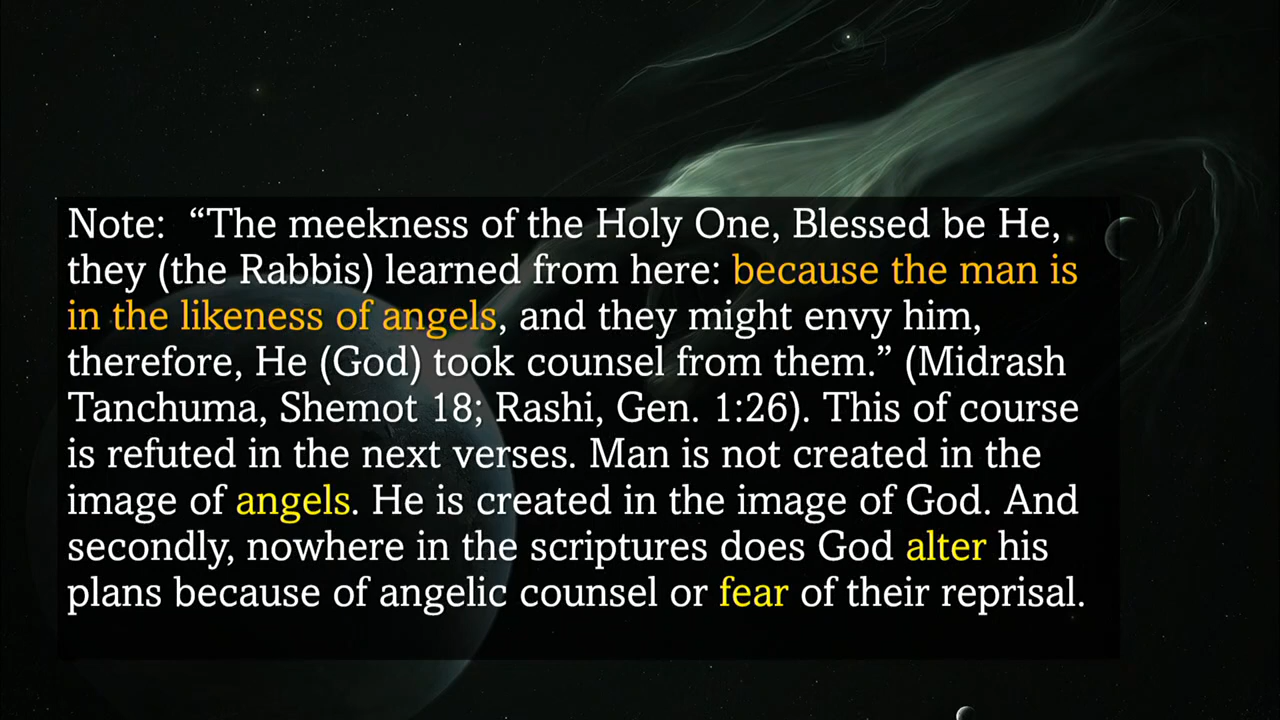 Note:  “The meekness of the Holy One, Blessed be He,
they (the Rabbis) learned from here: because the man is
in the likeness of angels, and they might envy him,
therefore, He (God) took counsel from them.” (Midrash
Tanchuma, Shemot 18; Rashi, Gen. 1:26). This of course
is refuted in the next verses. Man is not created in the
image of angels. He is created in the image of God. And
secondly, nowhere in the scriptures does God alter his
plans because of angelic counsel or fear of their reprisal.